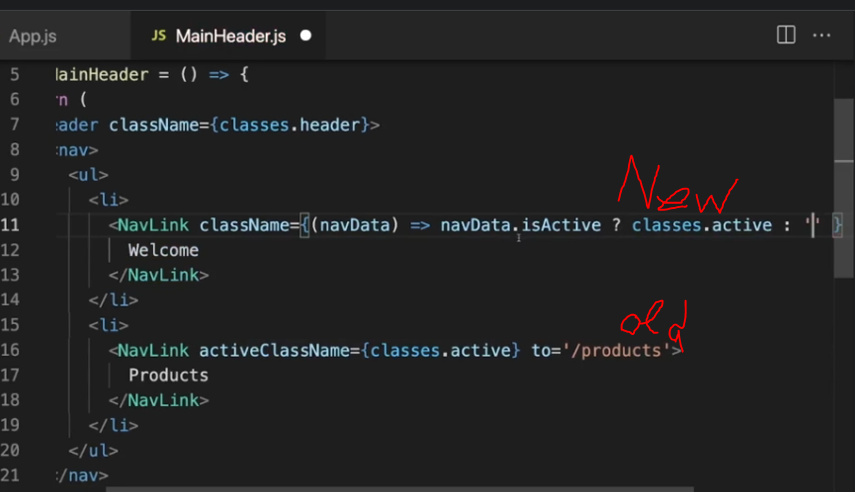 App.js
JS MainHeader.js
5 MainHeader = () => {
6 rn (
7 eader className={classes.header}>
8 <nav>
9 <ul>
10 <li>
New
11 <NavLink className={(navData) => navData.isActive ? classes.active : '' }
12 Welcome
13 </NavLink>
14 </li>
15 <li>
old
16 <NavLink activeClassName={classes.active} to='/products'>
17 Products
18 </NavLink>
19 </li>
20 </ul>
21 </nav>